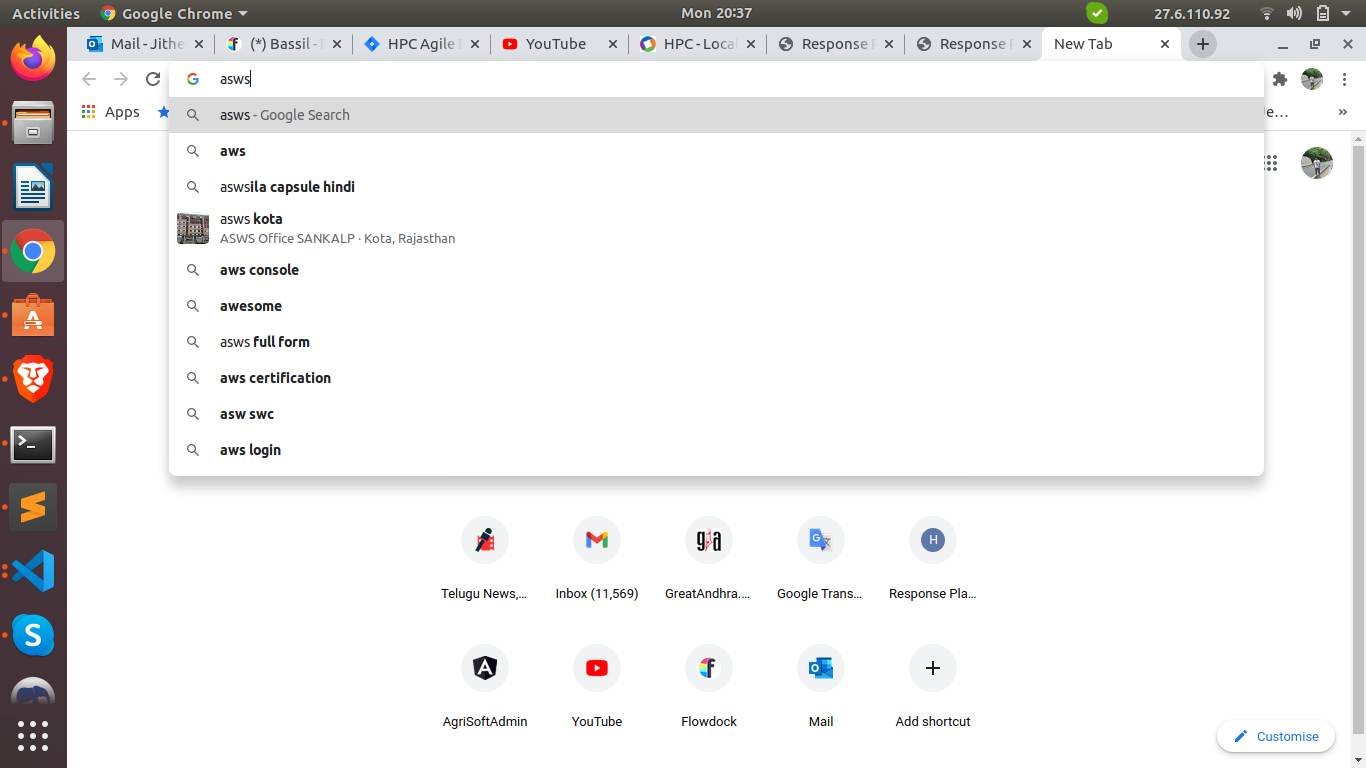 Activities Google Chrome Mon 20:37 27.6.110.92
Mail - Jithe (*) Bassil - HPC Agile YouTube HPC - Local Response P Response P New Tab
asws
Apps
asws - Google Search
aws
aswsila capsule hindi
asws kota
ASWS Office SANKALP · Kota, Rajasthan
aws console
awesome
asws full form
aws certification
asw swc
aws login
Telugu News,... Inbox (11,569) GreatAndhra.... Google Trans... Response Pla...
AgriSoftAdmin YouTube Flowdock Mail Add shortcut
Customise